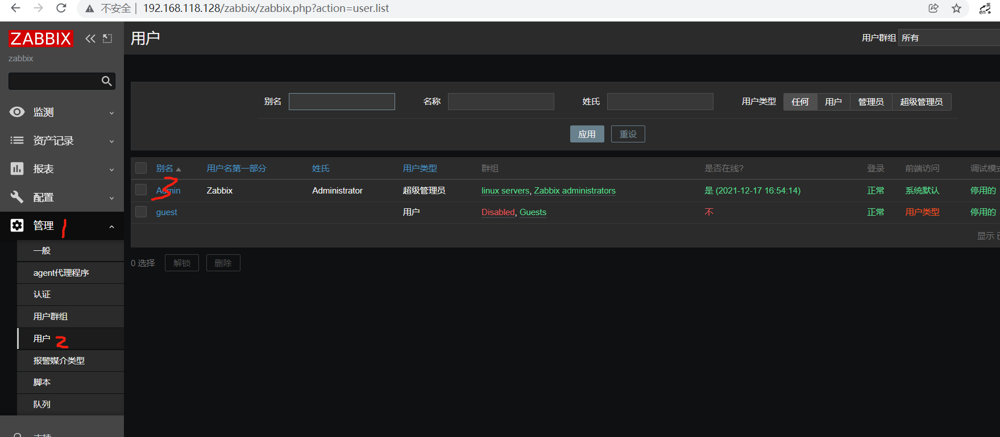 不安全 | 192.168.118.128/zabbix/zabbix.php?action=user.list
英
en
ZABBIX
zabbix
监测
资产记录
报表
配置
管理 1
一般
agent代理程序
认证
用户群组
用户 2
报警媒介类型
脚本
队列
用户
用户群组 所有
别名 名称 姓氏 用户类型 任何 用户 管理员 超级管理员
应用 重设
别名 用户名第一部分 姓氏 用户类型 群组 是否在线? 登录 前端访问 调试模式
3
Admin Zabbix Administrator 超级管理员 linux servers, Zabbix administrators 是 (2021-12-17 16:54:14) 正常 系统默认 停用的
guest 用户 Disabled, Guests 不 正常 用户类型 停用的
显示
0 选择 解锁 删除